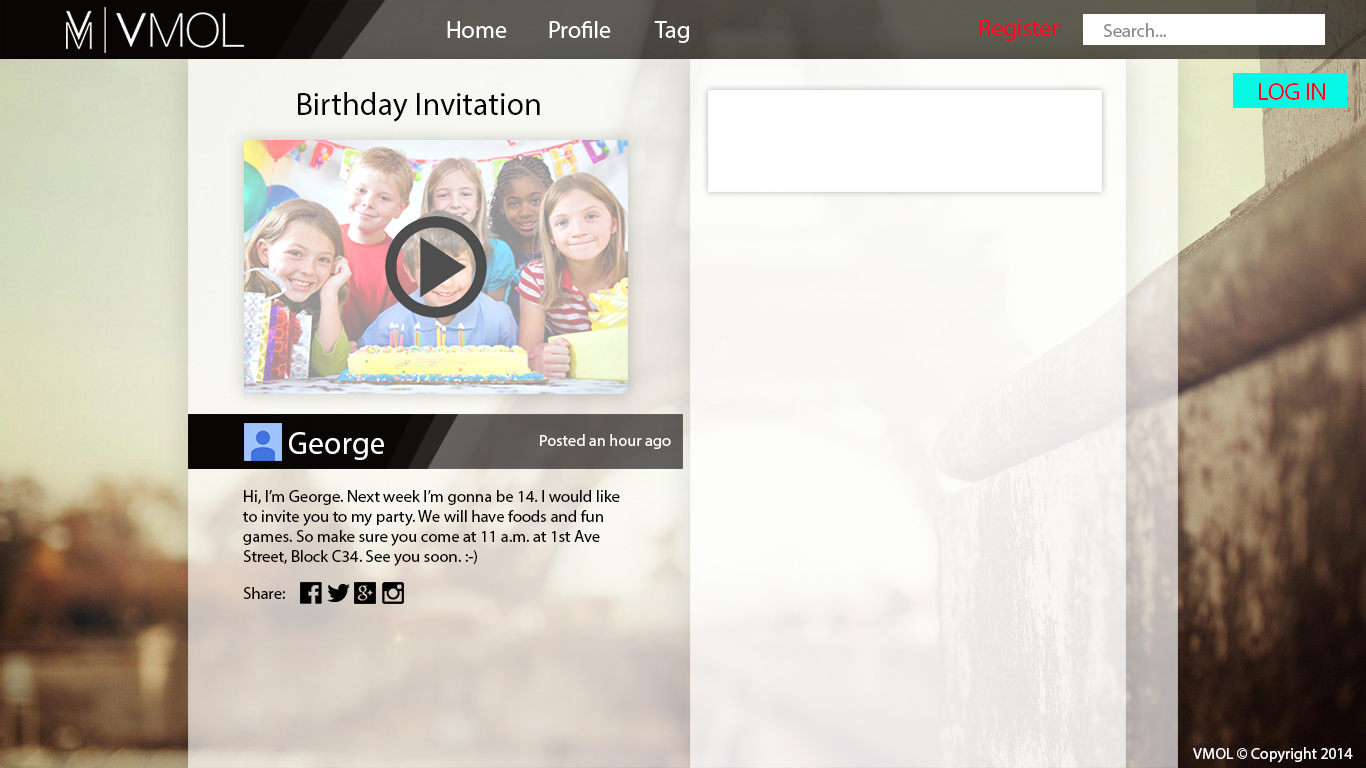 VMOL
Home Profile Tag Register Search...
LOG IN
Birthday Invitation
George Posted an hour ago
Hi, I'm George. Next week I'm gonna be 14. I would like
to invite you to my party. We will have foods and fun
games. So make sure you come at 11 a.m. at 1st Ave
Street, Block C34. See you soon. :-)
Share:
VMOL © Copyright 2014